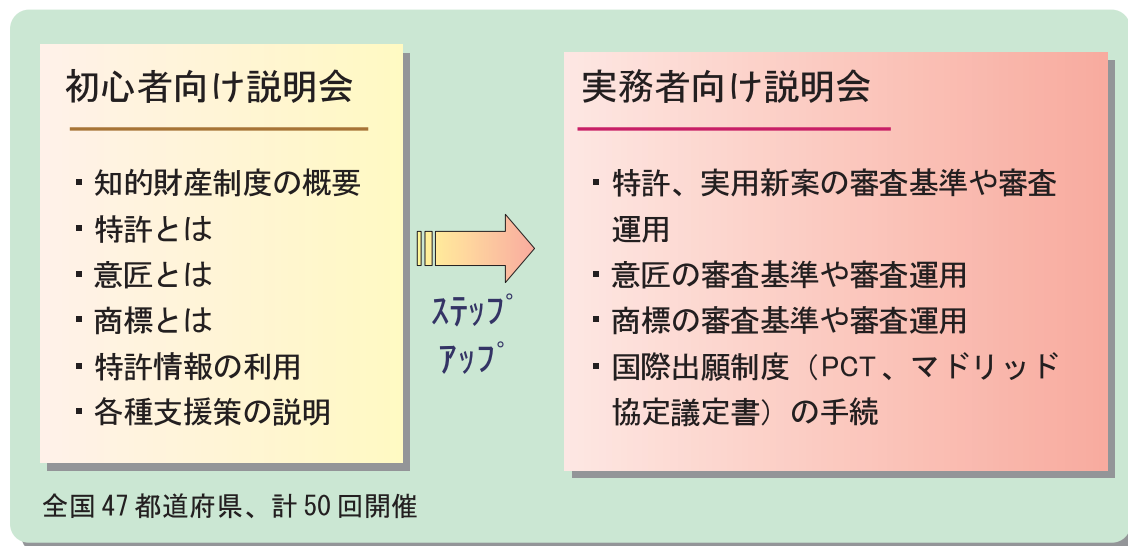 初心者向け説明会
・知的財産制度の概要
・特許とは
・意匠とは
・商標とは
・特許情報の利用
・各種支援策の説明
全国47都道府県、計50回開催
ステップ
アップ
実務者向け説明会
・特許、実用新案の審査基準や審査
運用
・意匠の審査基準や審査運用
・商標の審査基準や審査運用
・国際出願制度（PCT、マドリッド
協定議定書）の手続